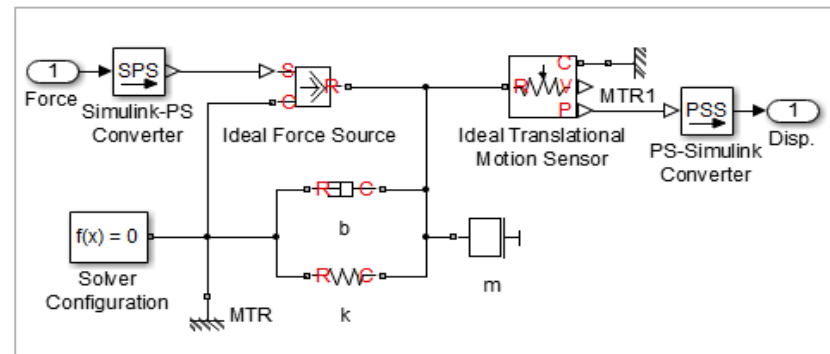 1
Force
SPS
Simulink-PS
Converter
S
C
R
Ideal Force Source
R
C
V
P
Ideal Translational
Motion Sensor
MTR1
PSS
PS-Simulink
Converter
1
Disp.
f(x) = 0
Solver
Configuration
MTR
R
C
b
R
C
k
m